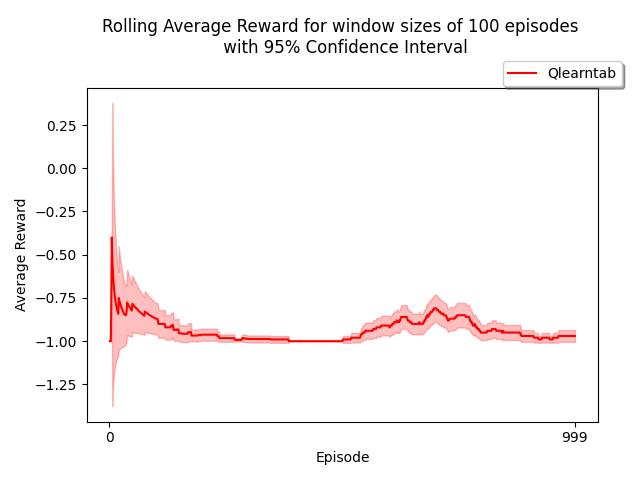 Rolling Average Reward for window sizes of 100 episodes
with 95% Confidence Interval
Qlearntab
0.25
0.00
−0.25
−0.50
−0.75
−1.00
−1.25
Average Reward
0 999
Episode